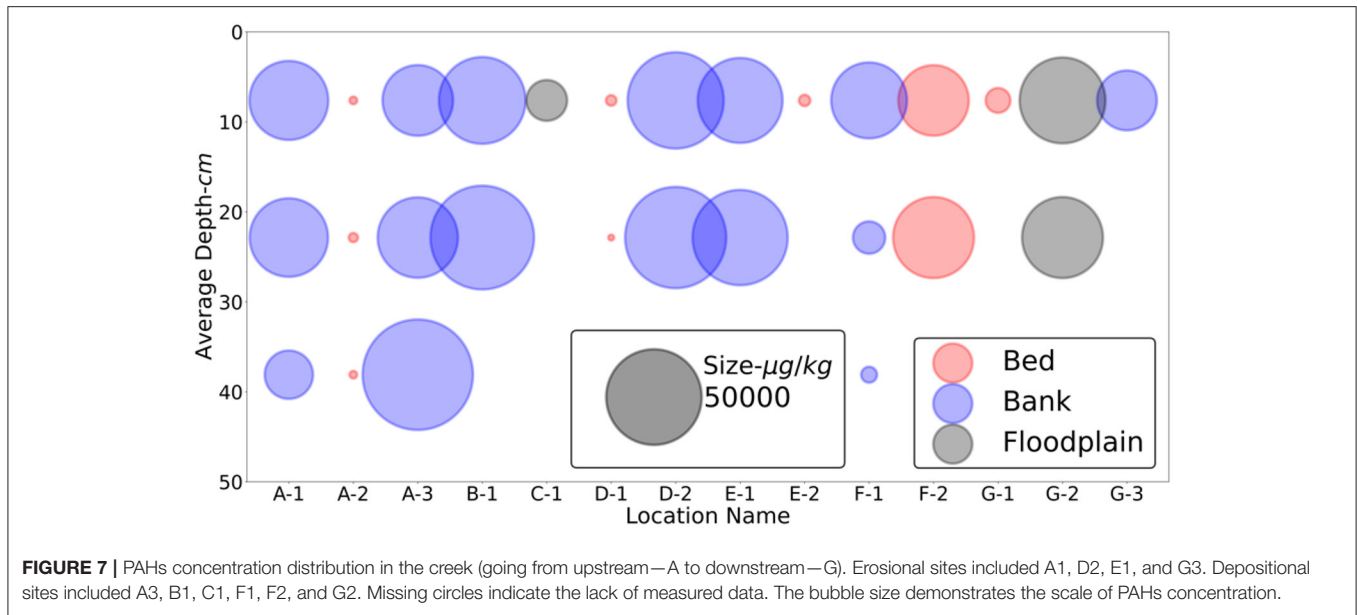 0
10
20
30
40
50
Average Depth-cm
Size-μg/kg
50000
Bed
Bank
Floodplain
A-1 A-2 A-3 B-1 C-1 D-1 D-2 E-1 E-2 F-1 F-2 G-1 G-2 G-3
Location Name
FIGURE 7 | PAHs concentration distribution in the creek (going from upstream—A to downstream—G). Erosional sites included A1, D2, E1, and G3. Depositional
sites included A3, B1, C1, F1, F2, and G2. Missing circles indicate the lack of measured data. The bubble size demonstrates the scale of PAHs concentration.